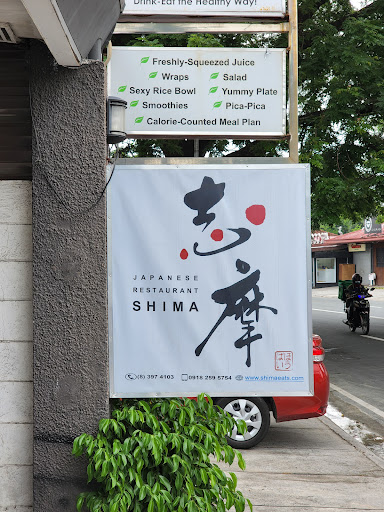 Drink-Eat the Healthy Way!
Freshly-Squeezed Juice
Wraps Salad
Sexy Rice Bowl Yummy Plate
Smoothies Pica-Pica
Calorie-Counted Meal Plan
志摩
JAPANESE
RESTAURANT
SHIMA
(8) 397 4103 0918 259 5754 www.shimaeats.com